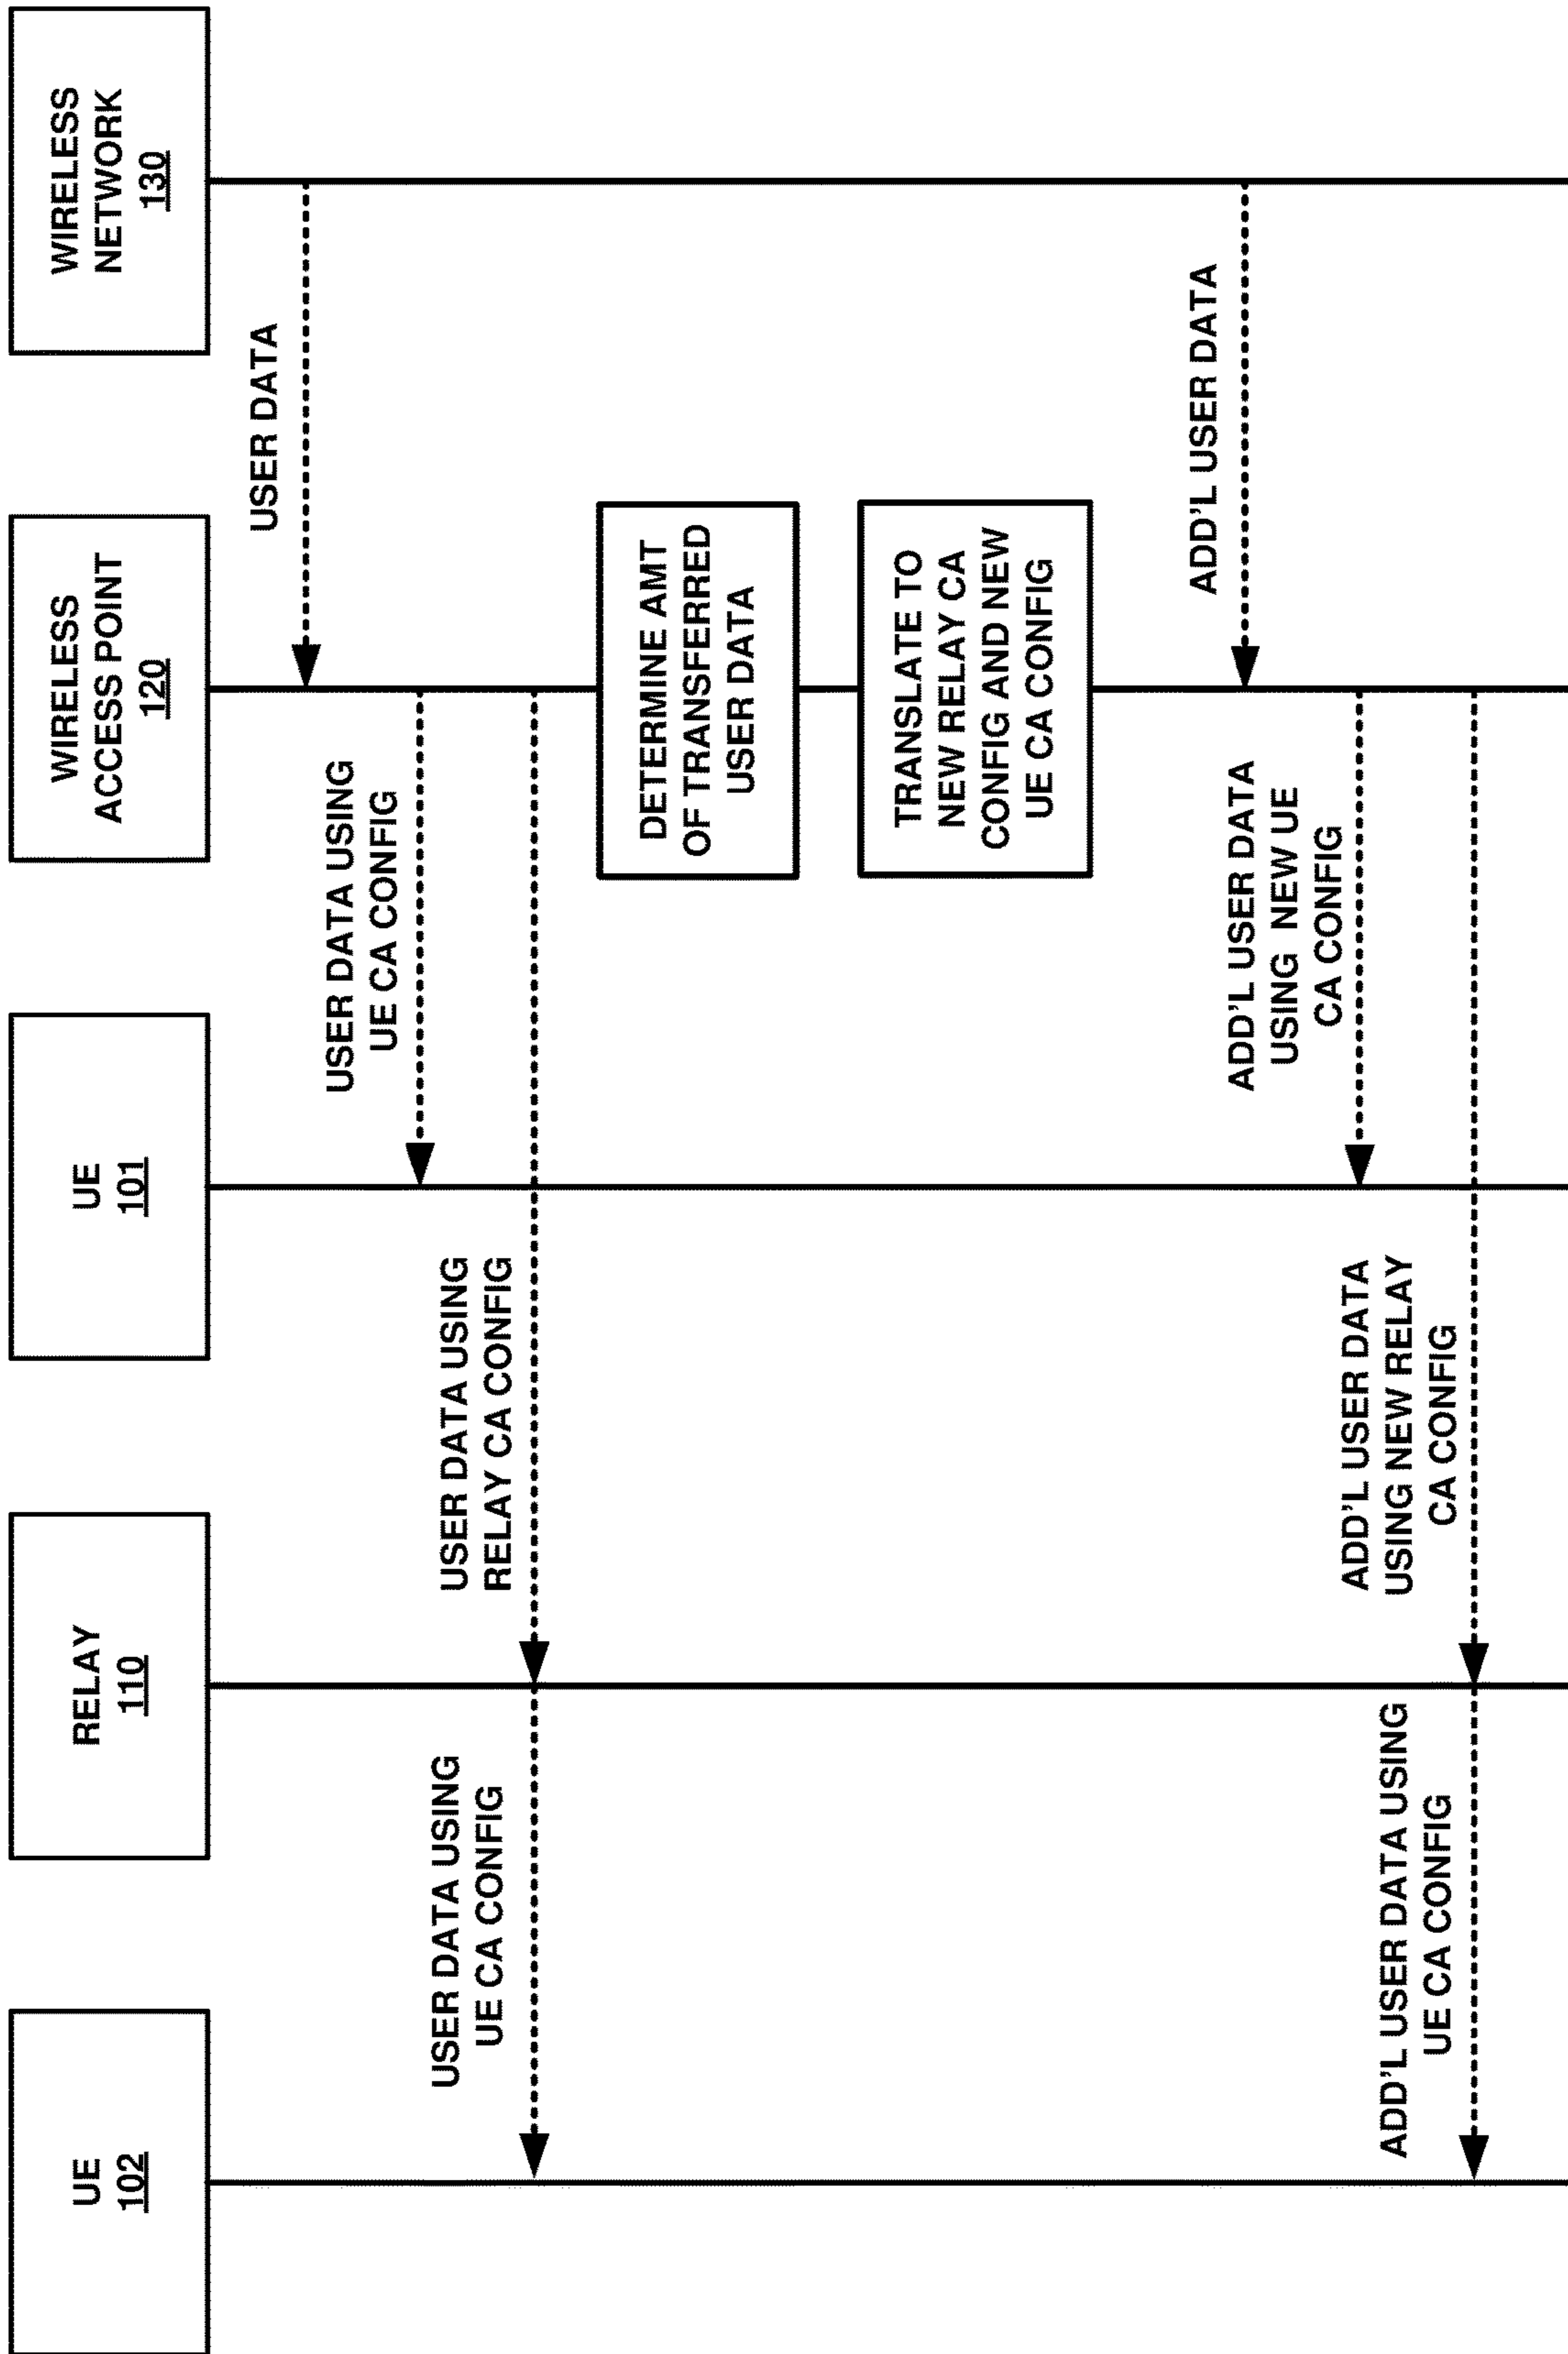 UE
102
RELAY
110
UE
101
WIRELESS
ACCESS POINT
120
WIRELESS
NETWORK
130
USER DATA
USER DATA USING
UE CA CONFIG
USER DATA USING
RELAY CA CONFIG
USER DATA USING
UE CA CONFIG
DETERMINE AMT
OF TRANSFERRED
USER DATA
TRANSLATE TO
NEW RELAY CA
CONFIG AND NEW
UE CA CONFIG
ADD'L USER DATA
ADD'L USER DATA
USING NEW UE
CA CONFIG
ADD'L USER DATA
USING NEW RELAY
CA CONFIG
ADD'L USER DATA USING
UE CA CONFIG